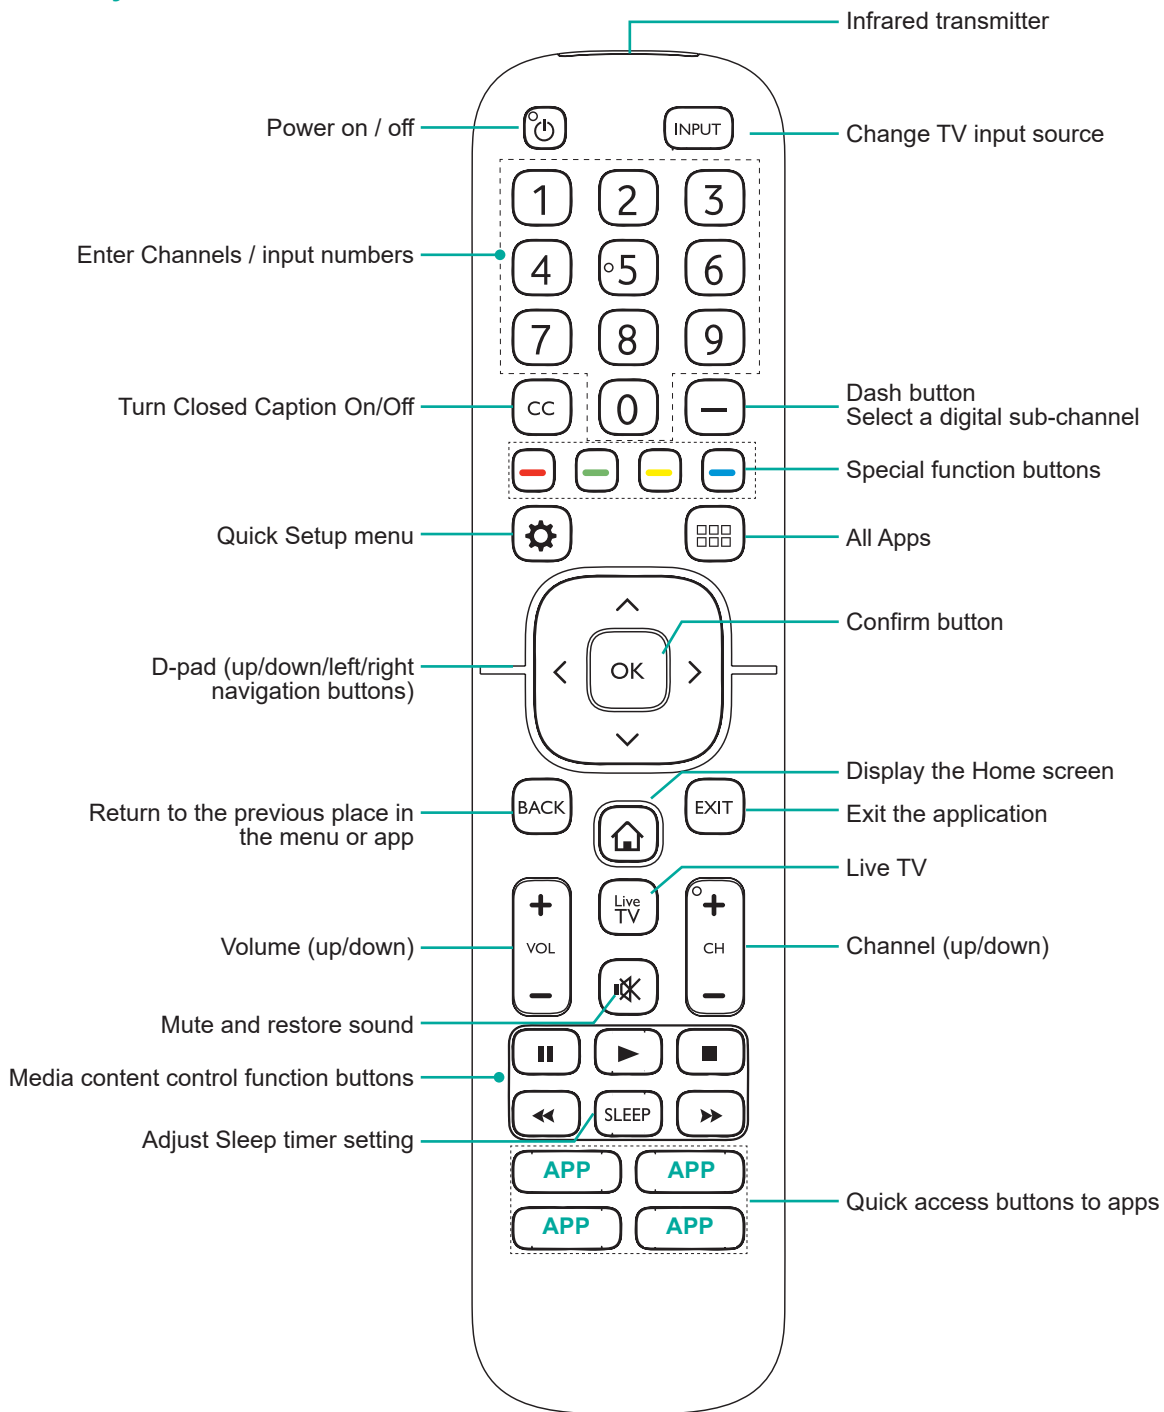 Infrared transmitter
Power on / off
INPUT
Change TV input source
1 2 3
Enter Channels / input numbers
4 5 6
7 8 9
Turn Closed Caption On/Off
CC
0
Dash button
Select a digital sub-channel
Special function buttons
Quick Setup menu
All Apps
Confirm button
D-pad (up/down/left/right
navigation buttons)
OK
Display the Home screen
BACK
EXIT
Return to the previous place in
the menu or app
Exit the application
Live TV
Live
TV
Volume (up/down)
VOL
CH
Channel (up/down)
Mute and restore sound
Media content control function buttons
SLEEP
Adjust Sleep timer setting
APP APP
Quick access buttons to apps
APP APP